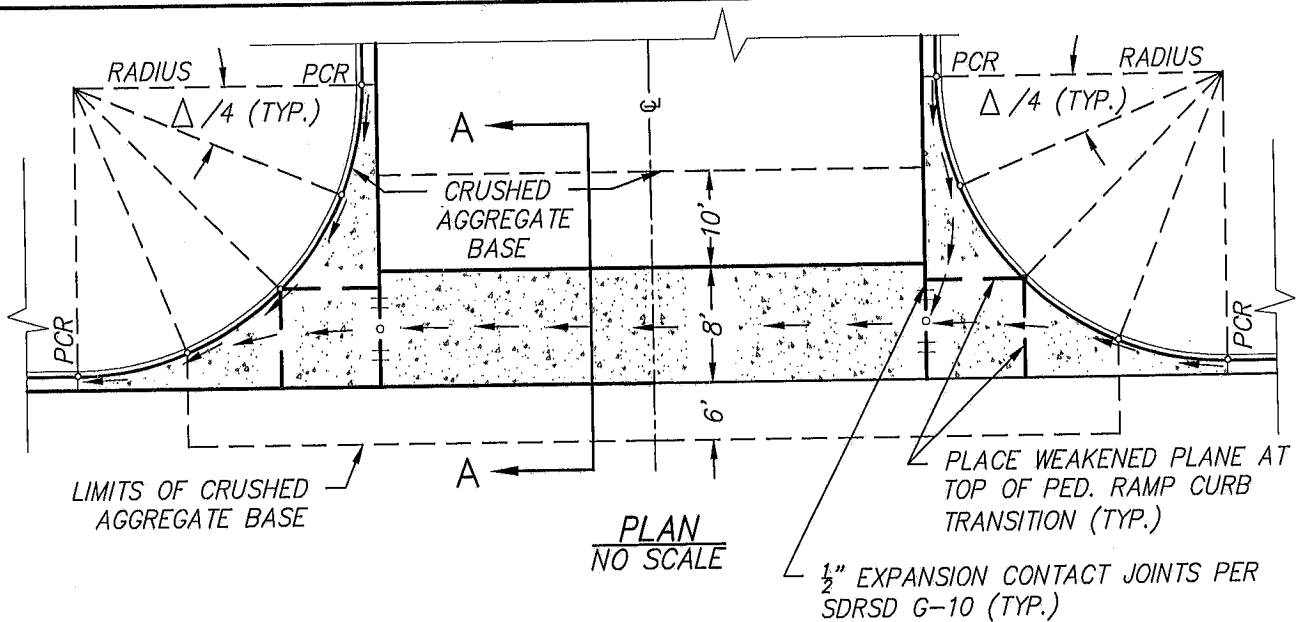 RADIUS
PCR
Δ/4 (TYP.)
PCR
RADIUS
Δ/4 (TYP.)
℄
A
CRUSHED
AGGREGATE
BASE
10'
8'
6'
PCR
PCR
A
LIMITS OF CRUSHED
AGGREGATE BASE
PLAN
NO SCALE
PLACE WEAKENED PLANE AT
TOP OF PED. RAMP CURB
TRANSITION (TYP.)
1/2" EXPANSION CONTACT JOINTS PER
SDRSD G-10 (TYP.)